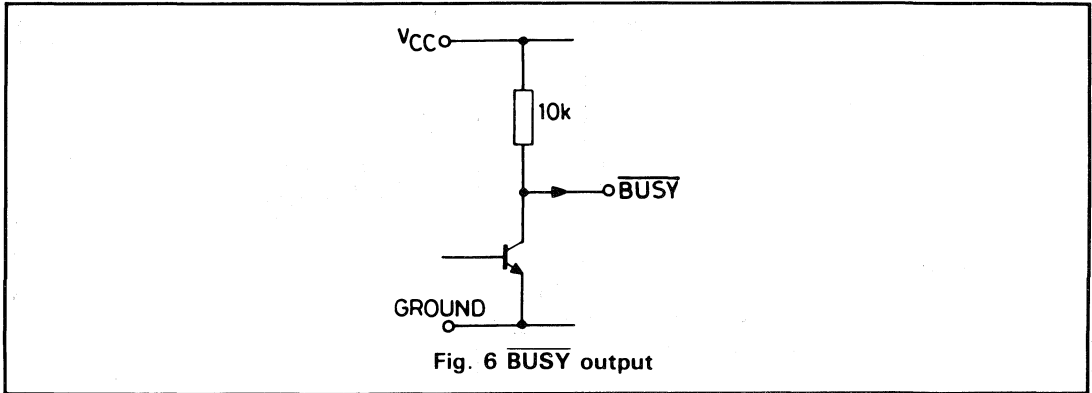 VCC
10k
BUSY
GROUND
Fig. 6 BUSY output